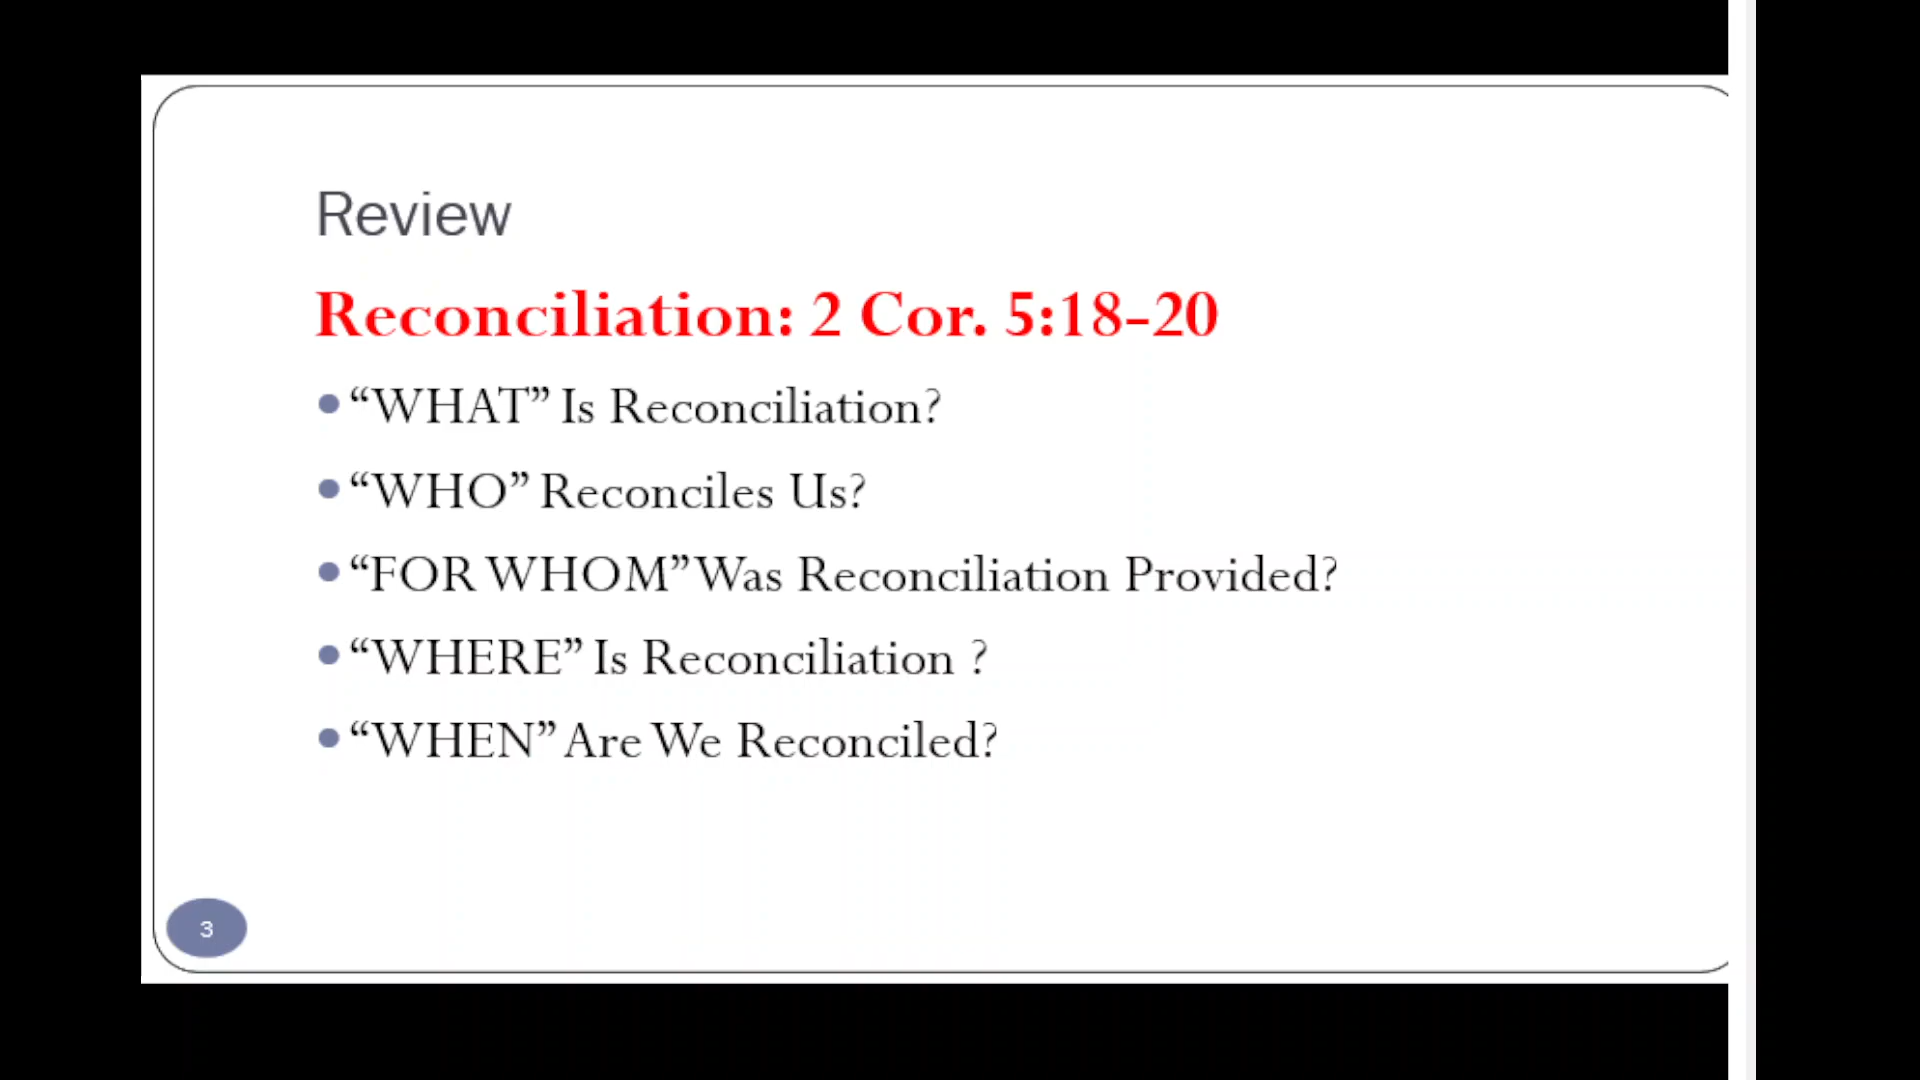 Review
Reconciliation: 2 Cor. 5:18-20
• “WHAT” Is Reconciliation?
• “WHO” Reconciles Us?
• “FOR WHOM” Was Reconciliation Provided?
• “WHERE” Is Reconciliation ?
• “WHEN” Are We Reconciled?
3